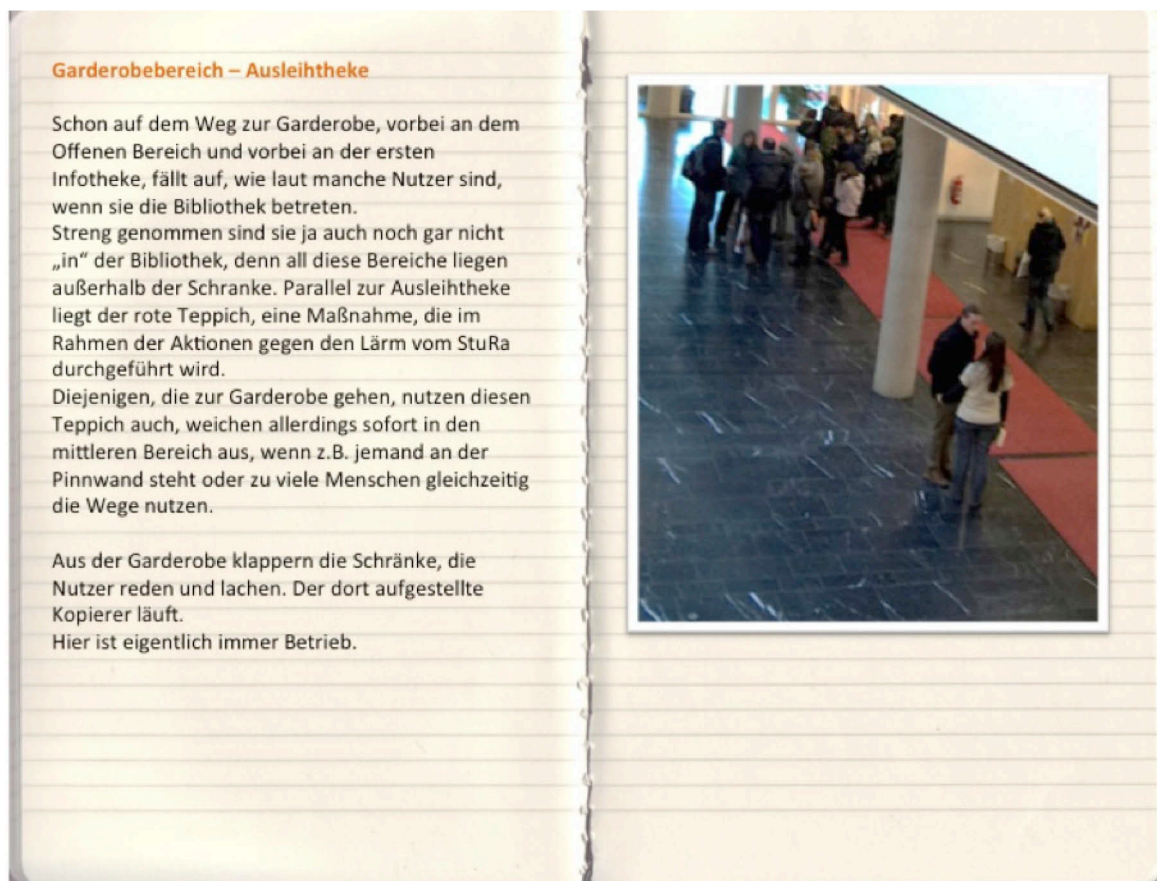 Garderobebereich – Ausleihtheke
Schon auf dem Weg zur Garderobe, vorbei an dem
Offenen Bereich und vorbei an der ersten
Infotheke, fällt auf, wie laut manche Nutzer sind,
wenn sie die Bibliothek betreten.
Streng genommen sind sie ja auch noch gar nicht
„in“ der Bibliothek, denn all diese Bereiche liegen
außerhalb der Schranke. Parallel zur Ausleihtheke
liegt der rote Teppich, eine Maßnahme, die im
Rahmen der Aktionen gegen den Lärm vom StuRa
durchgeführt wird.
Diejenigen, die zur Garderobe gehen, nutzen diesen
Teppich auch, weichen allerdings sofort in den
mittleren Bereich aus, wenn z.B. jemand an der
Pinnwand steht oder zu viele Menschen gleichzeitig
die Wege nutzen.
Aus der Garderobe klappern die Schränke, die
Nutzer reden und lachen. Der dort aufgestellte
Kopierer läuft.
Hier ist eigentlich immer Betrieb.